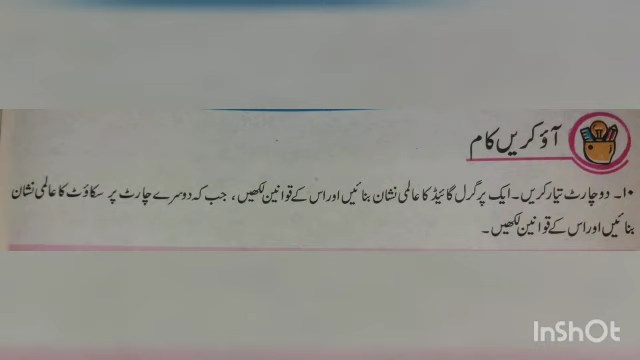 آؤ کریں کام
۱۰۔ دو چارٹ تیار کریں۔ ایک پر گرل گائیڈ کا عالمی نشان بنائیں اور اس کے قوانین لکھیں، جب کہ دوسرے چارٹ پر سکاؤٹ کا عالمی نشان
بنائیں اور اس کے قوانین لکھیں۔
InShOt